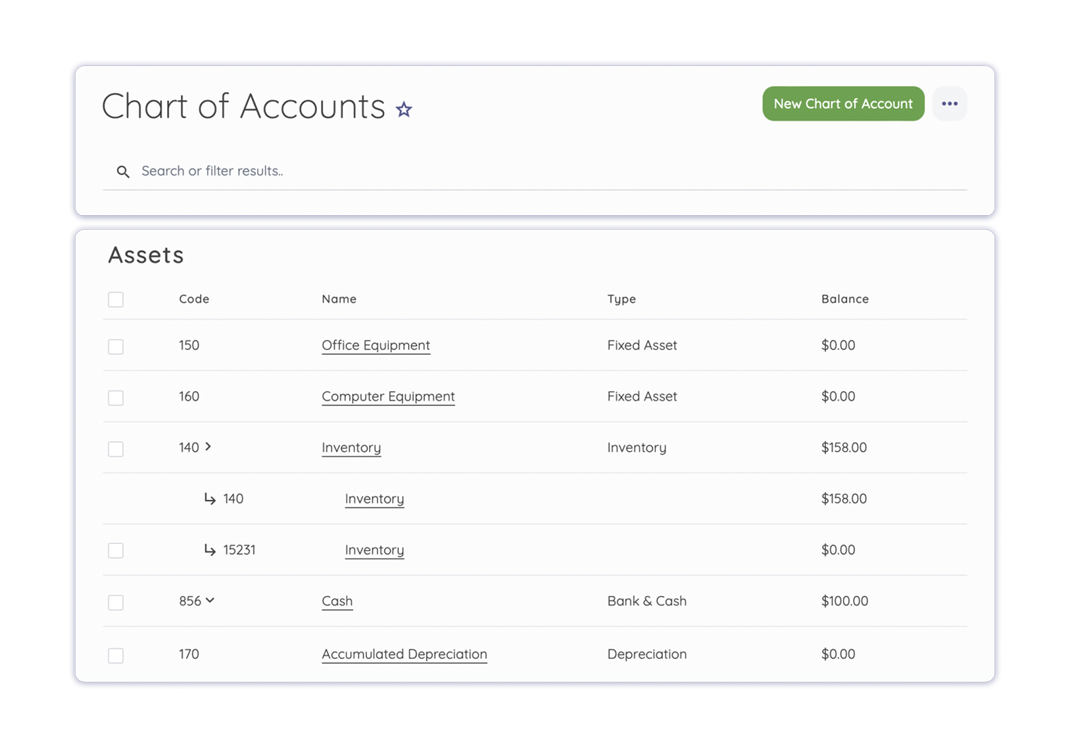 Chart of Accounts
New Chart of Account
Search or filter results..
Assets
Code Name Type Balance
150 Office Equipment Fixed Asset $0.00
160 Computer Equipment Fixed Asset $0.00
140 Inventory Inventory $158.00
140 Inventory $158.00
15231 Inventory $0.00
856 Cash Bank & Cash $100.00
170 Accumulated Depreciation Depreciation $0.00